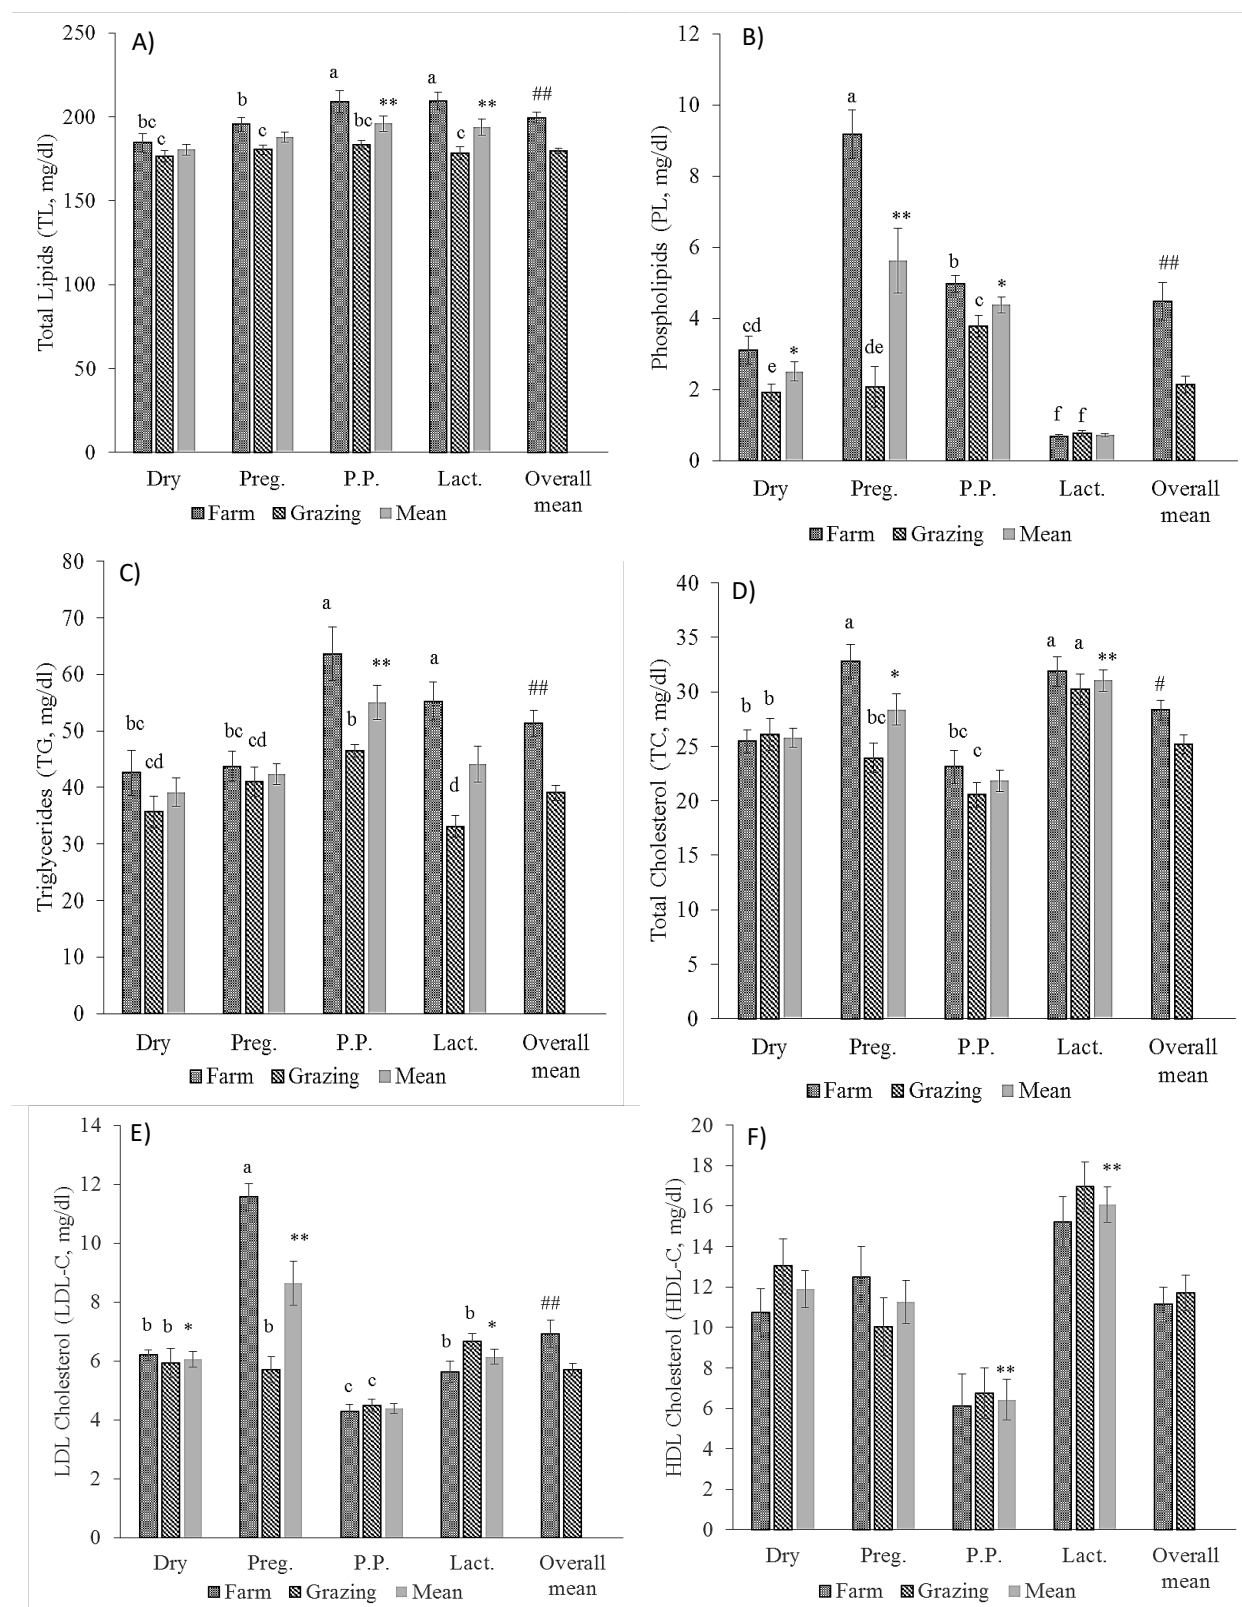 A)
Total Lipids (TL, mg/dl)
250
200
150
100
50
0
bc c
b c
a bc **
a c **
##
Dry Preg. P.P. Lact. Overall mean
Farm Grazing Mean
B)
Phospholipids (PL, mg/dl)
12
10
8
6
4
2
0
cd e *
a de **
b c *
f f
##
Dry Preg. P.P. Lact. Overall mean
Farm Grazing Mean
C)
Triglycerides (TG, mg/dl)
80
70
60
50
40
30
20
10
0
bc cd
bc cd
a b **
a d
##
Dry Preg. P.P. Lact. Overall mean
Farm Grazing Mean
D)
Total Cholesterol (TC, mg/dl)
40
35
30
25
20
15
10
5
0
b b
a bc *
bc c
a a **
#
Dry Preg. P.P. Lact. Overall mean
Farm Grazing Mean
E)
LDL Cholesterol (LDL-C, mg/dl)
14
12
10
8
6
4
2
0
b b *
a b **
c c
b b *
##
Dry Preg. P.P. Lact. Overall mean
Farm Grazing Mean
F)
HDL Cholesterol (HDL-C, mg/dl)
20
18
16
14
12
10
8
6
4
2
0
**
**
Dry Preg. P.P. Lact. Overall mean
Farm Grazing Mean